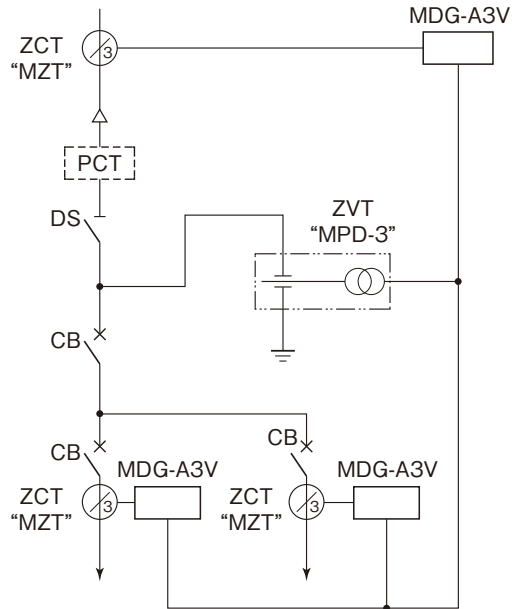 MDG-A3V
ZCT
“MZT”
3
PCT
DS
ZVT
“MPD-3”
CB
CB
CB
MDG-A3V
MDG-A3V
ZCT
“MZT”
3
ZCT
“MZT”
3